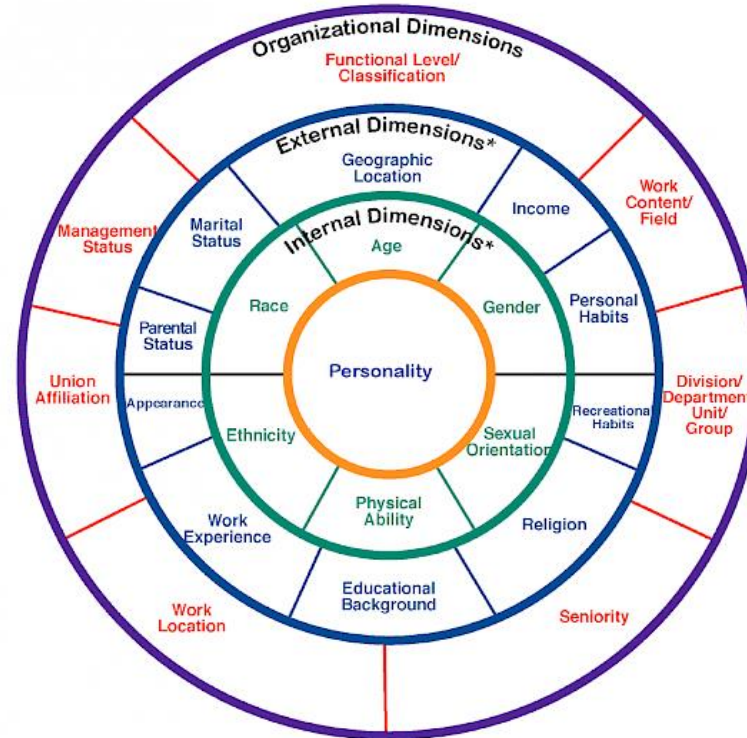 Organizational Dimensions
Functional Level/
Classification
External Dimensions*
Geographic
Location
Income
Work
Content/
Field
Marital
Status
Management
Status
Internal Dimensions*
Age
Race
Gender
Personal
Habits
Parental
Status
Personality
Union
Affiliation
Appearance
Recreational
Habits
Division/
Department
Unit/
Group
Ethnicity
Sexual
Orientation
Physical
Ability
Work
Experience
Religion
Educational
Background
Work
Location
Seniority